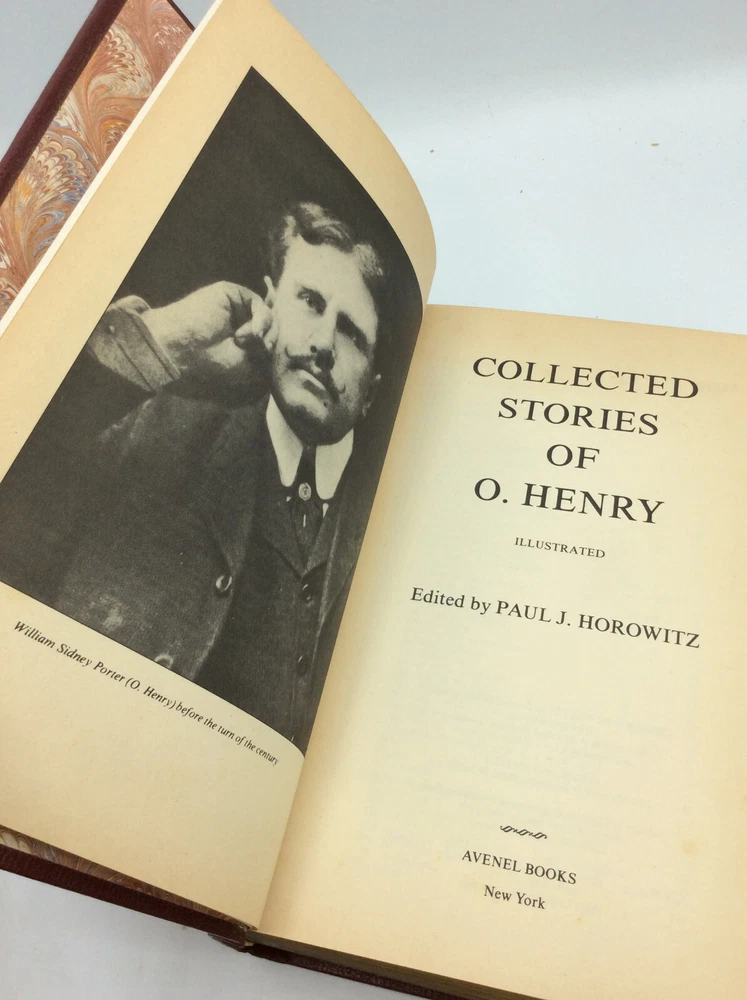 William Sidney Porter (O. Henry) before the turn of the century
COLLECTED
STORIES
OF
O. HENRY
ILLUSTRATED
Edited by PAUL J. HOROWITZ
AVENEL BOOKS
New York